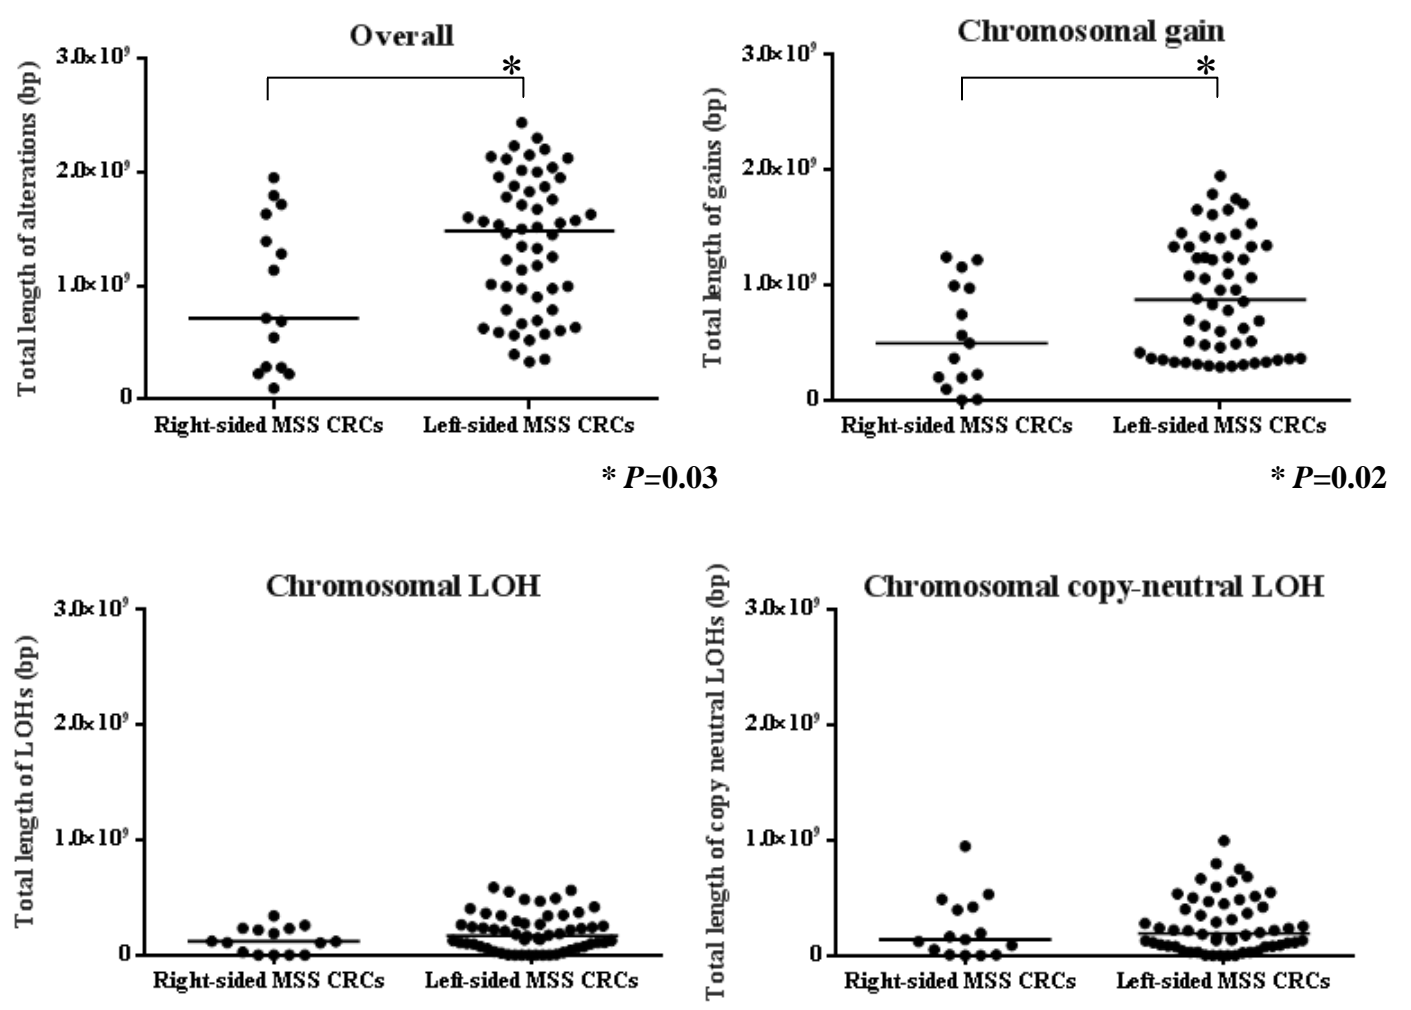 Overall
Total length of alterations (bp)
3.0×10⁹
2.0×10⁹
1.0×10⁹
0
*
Right-sided MSS CRCs
Left-sided MSS CRCs
* P=0.03
Chromosomal gain
Total length of gains (bp)
3.0×10⁹
2.0×10⁹
1.0×10⁹
0
*
Right-sided MSS CRCs
Left-sided MSS CRCs
* P=0.02
Chromosomal LOH
Total length of LOHs (bp)
3.0×10⁹
2.0×10⁹
1.0×10⁹
0
Right-sided MSS CRCs
Left-sided MSS CRCs
Chromosomal copy-neutral LOH
Total length of copy neutral LOHs (bp)
3.0×10⁹
2.0×10⁹
1.0×10⁹
0
Right-sided MSS CRCs
Left-sided MSS CRCs